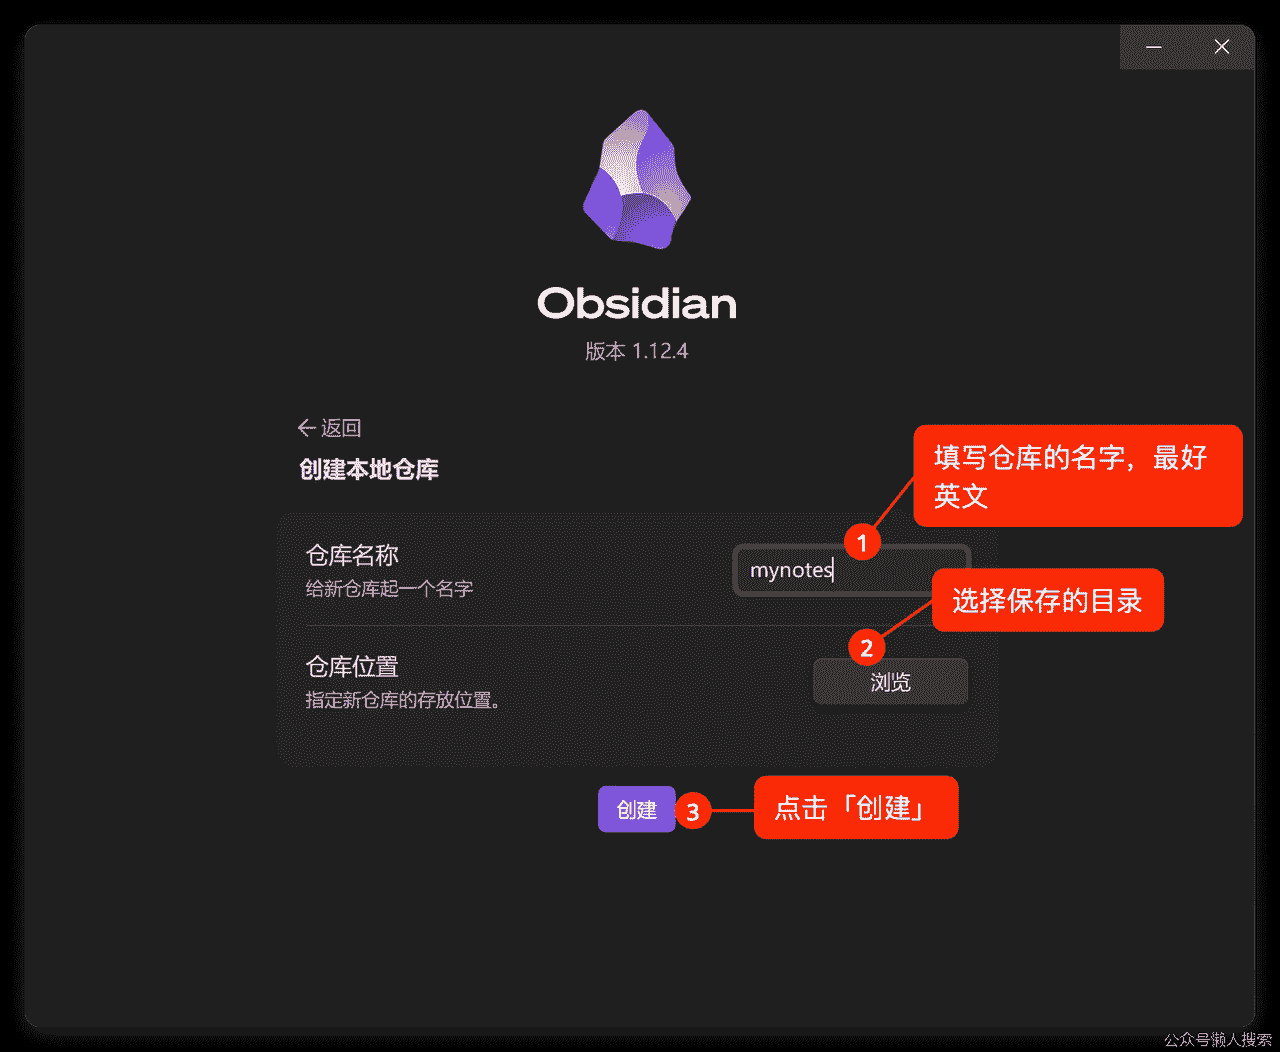 Obsidian
版本 1.12.4
返回
创建本地仓库
填写仓库的名字，最好
英文
1
仓库名称
给新仓库起一个名字
mynotes
选择保存的目录
2
仓库位置
指定新仓库的存放位置。
浏览
创建
3
点击「创建」
公众号懒人搜索